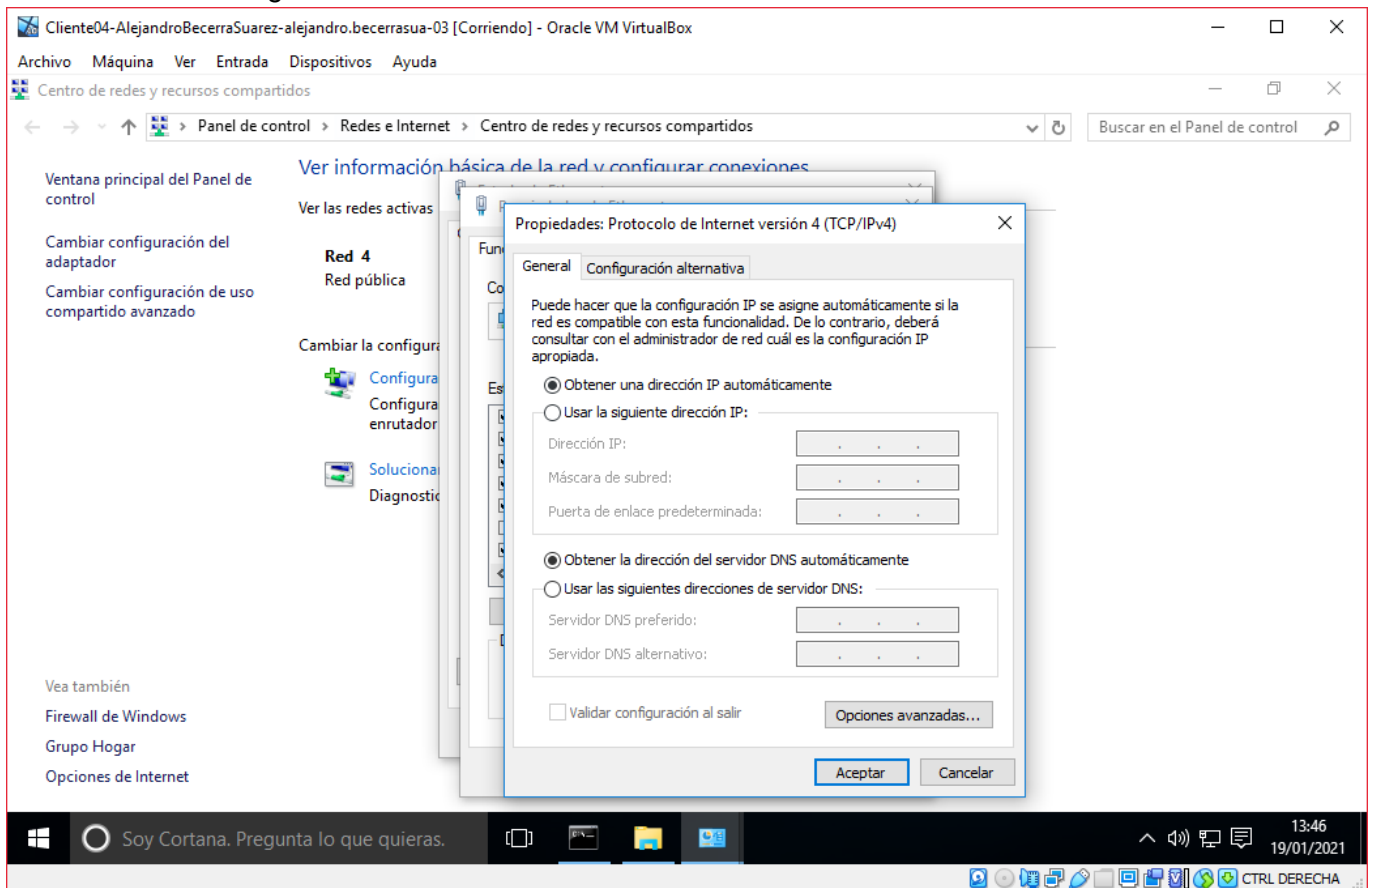 Cliente04-AlejandroBecerraSuarez-alejandro.becerrasua-03 [Corriendo] - Oracle VM VirtualBox
Archivo Máquina Ver Entrada Dispositivos Ayuda
Centro de redes y recursos compartidos
Panel de control > Redes e Internet > Centro de redes y recursos compartidos
Buscar en el Panel de control
Ventana principal del Panel de
control
Cambiar configuración del
adaptador
Cambiar configuración de uso
compartido avanzado
Vea también
Firewall de Windows
Grupo Hogar
Opciones de Internet
Ver información básica de la red y configurar conexiones
Ver las redes activas
Red 4
Red pública
Cambiar la configura
Configura
Configura
enrutador
Soluciona
Diagnostic
Fun
Co
Es
Propiedades: Protocolo de Internet versión 4 (TCP/IPv4)
General
Configuración alternativa
Puede hacer que la configuración IP se asigne automáticamente si la
red es compatible con esta funcionalidad. De lo contrario, deberá
consultar con el administrador de red cuál es la configuración IP
apropiada.
Obtener una dirección IP automáticamente
Usar la siguiente dirección IP:
Dirección IP:
Máscara de subred:
Puerta de enlace predeterminada:
Obtener la dirección del servidor DNS automáticamente
Usar las siguientes direcciones de servidor DNS:
Servidor DNS preferido:
Servidor DNS alternativo:
Validar configuración al salir
Opciones avanzadas...
Aceptar
Cancelar
Soy Cortana. Pregunta lo que quieras.
13:46
19/01/2021
CTRL DERECHA